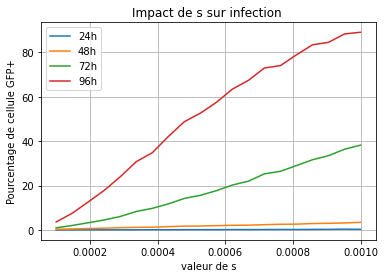 Impact de s sur infection
24h
48h
72h
96h
Pourcentage de cellule GFP+
80
60
40
20
0
0.0002 0.0004 0.0006 0.0008 0.0010
valeur de s